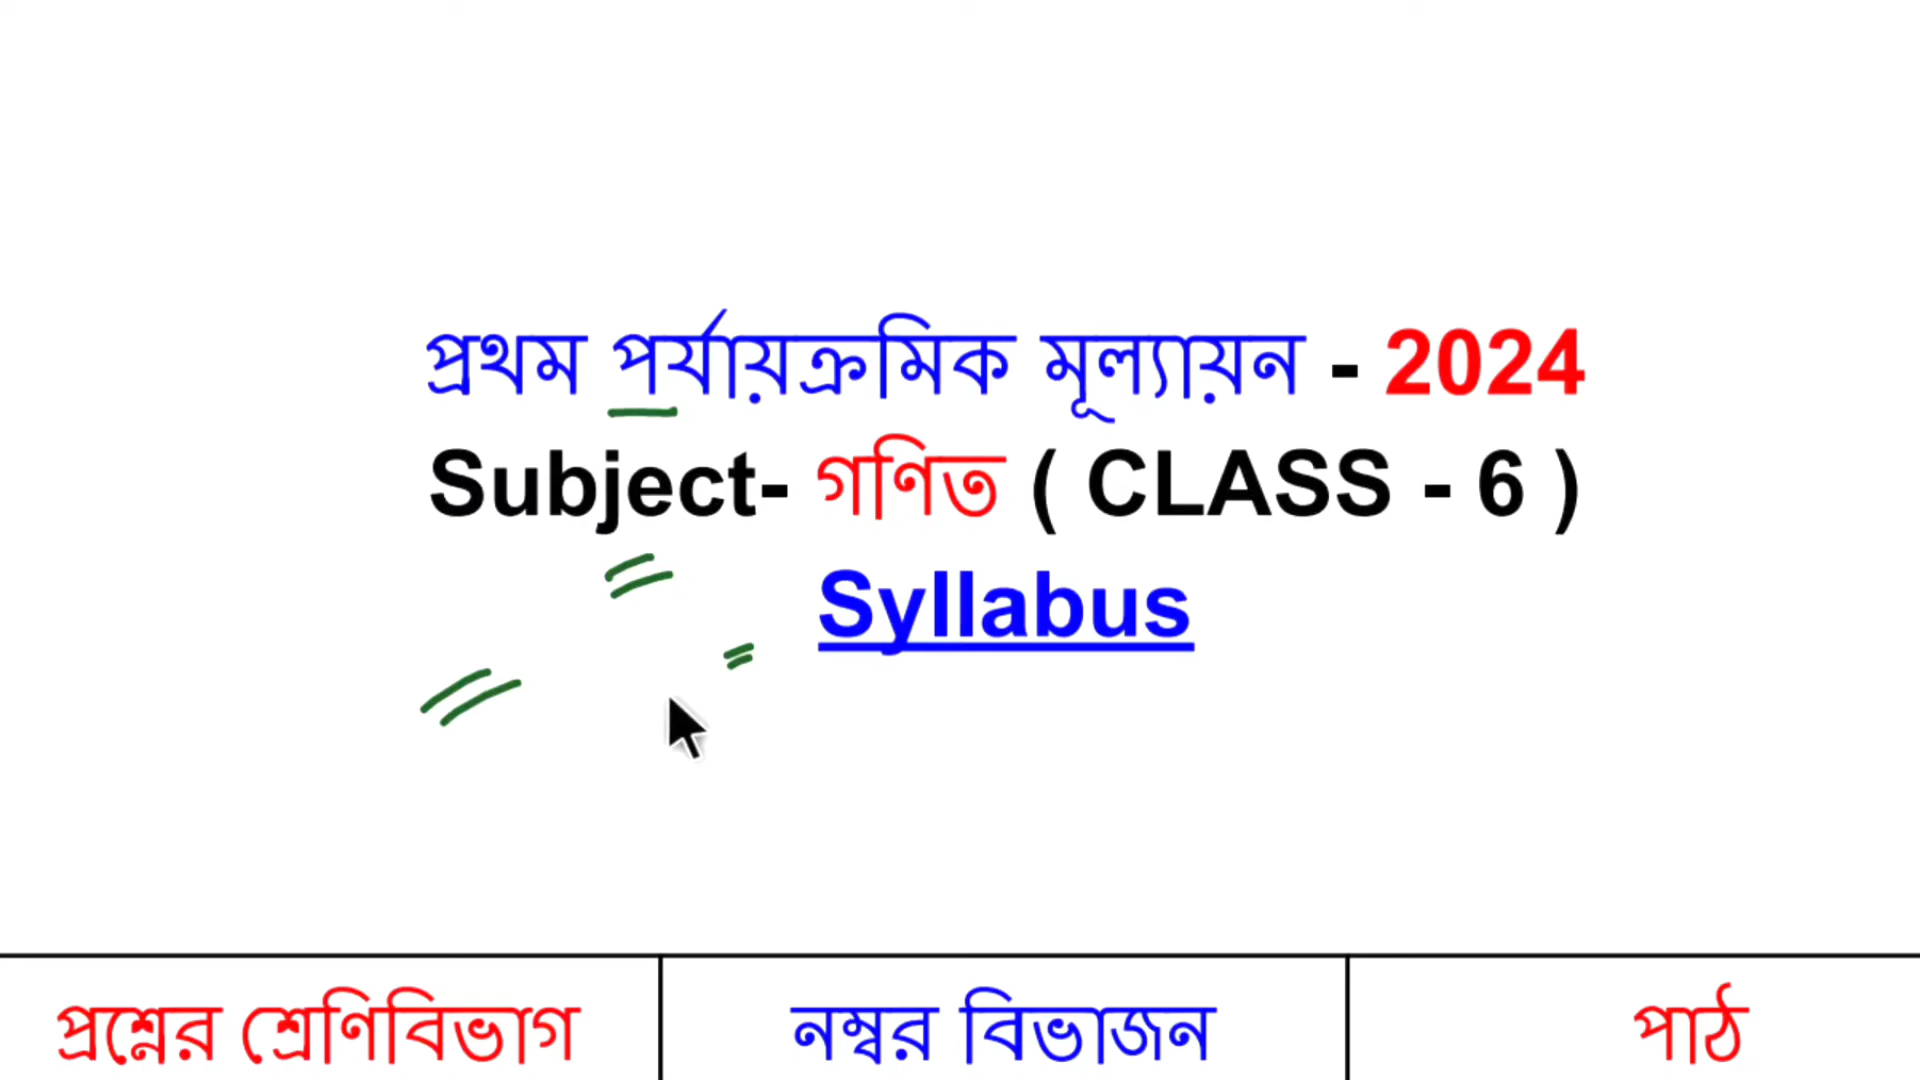 প্রথম পর্যায়ক্রমিক মূল্যায়ন - 2024
Subject- গণিত ( CLASS - 6 )
Syllabus
প্রশ্নের শ্রেণিবিভাগ
নম্বর বিভাজন
পাঠ